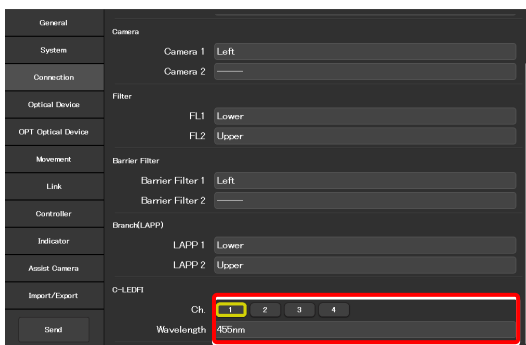 General
System
Connection
Optical Device
OPT Optical Device
Movement
Link
Controller
Indicator
Assist Camera
Import/Export
Send
Camera
Camera 1 Left
Camera 2 ───
Filter
FL1 Lower
FL2 Upper
Barrier Filter
Barrier Filter 1 Left
Barrier Filter 2 ───
Branch(LAPP)
LAPP 1 Lower
LAPP 2 Upper
C-LEDFI
Ch. 1 2 3 4
Wavelength 455nm